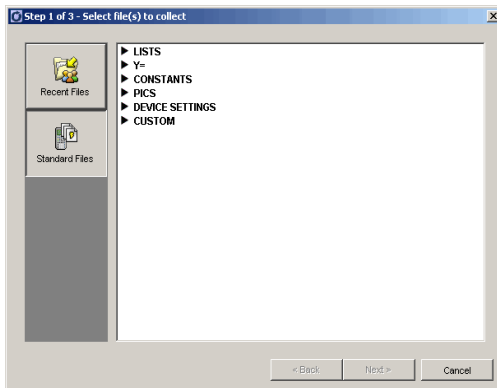 Step 1 of 3 - Select file(s) to collect
Recent Files
Standard Files
LISTS
Y=
CONSTANTS
PICS
DEVICE SETTINGS
CUSTOM
< Back
Next >
Cancel